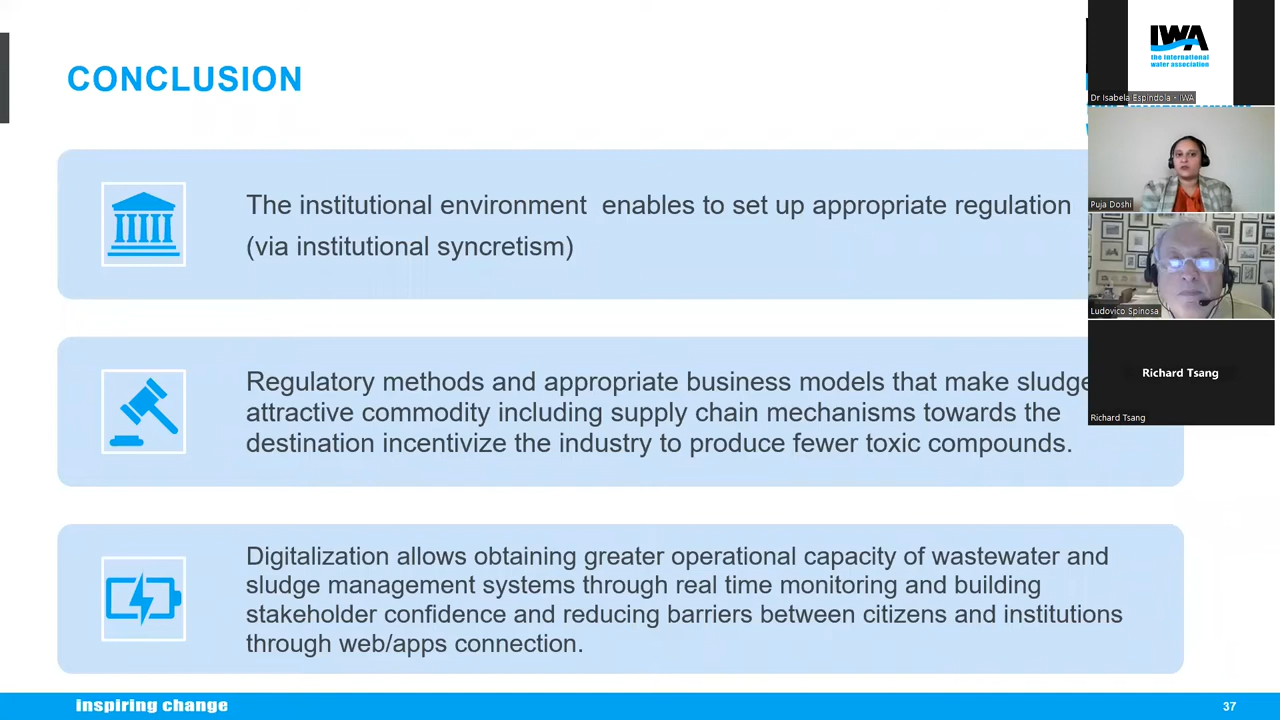 CONCLUSION
The institutional environment enables to set up appropriate regulation
(via institutional syncretism)
Regulatory methods and appropriate business models that make sludge
attractive commodity including supply chain mechanisms towards the
destination incentivize the industry to produce fewer toxic compounds.
Digitalization allows obtaining greater operational capacity of wastewater and
sludge management systems through real time monitoring and building
stakeholder confidence and reducing barriers between citizens and institutions
through web/apps connection.
inspiring change
37
IWA
the international
water association
Dr Isabela Espindola - IWA
Puja Doshi
Ludovico Spinosa
Richard Tsang
Richard Tsang